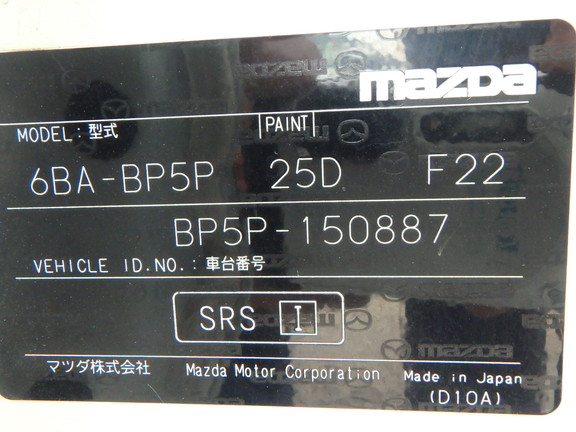 mazda
MODEL: 型式 PAINT
6BA-BP5P 25D F22
BP5P-150887
VEHICLE ID.NO.: 車台番号
SRS I
マツダ株式会社 Mazda Motor Corporation Made in Japan
(D10A)